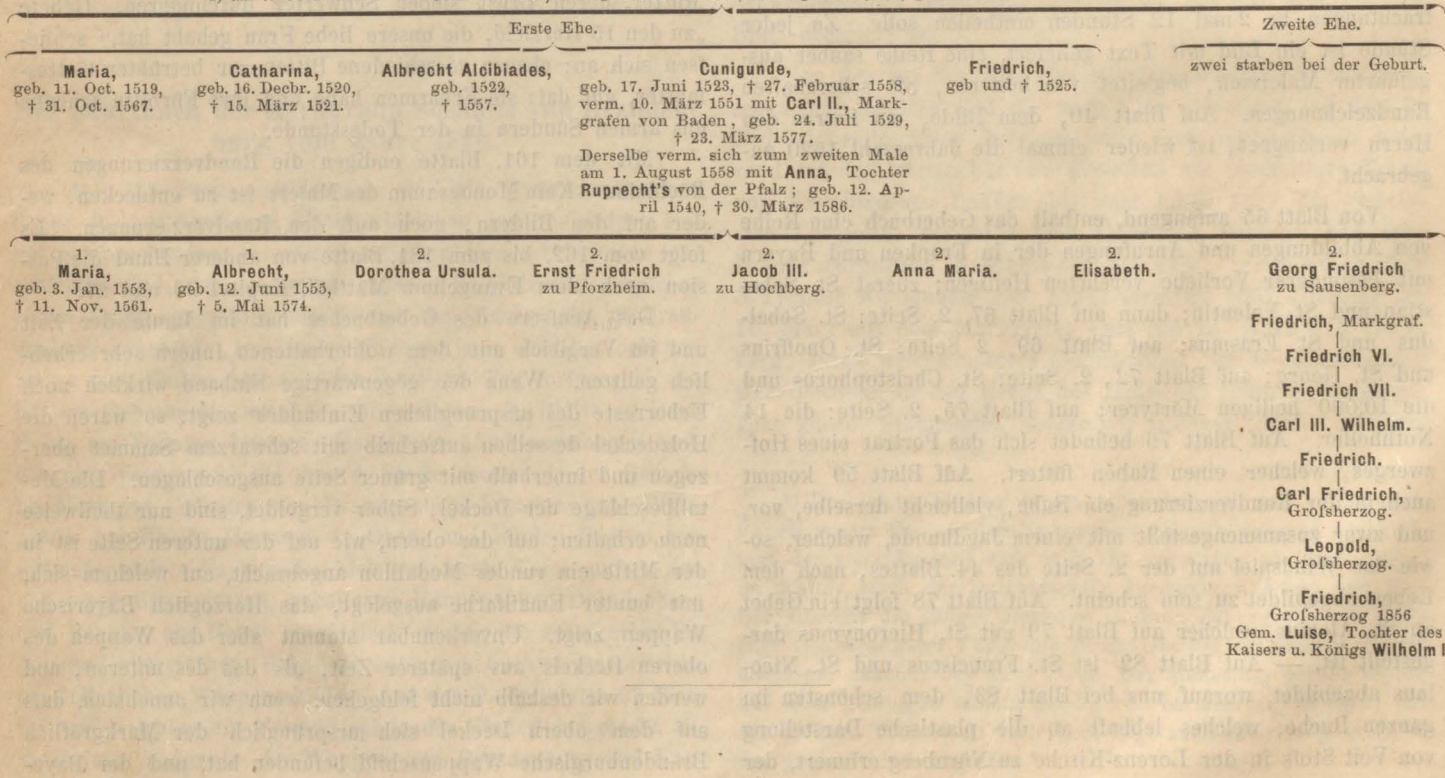 Erste Ehe.
Zweite Ehe.
Maria,
geb. 11. Oct. 1519,
† 31. Oct. 1567.
Catharina,
geb. 16. Decbr. 1520,
† 15. März 1521.
Albrecht Alcibiades,
geb. 1522,
† 1557.
Cunigunde,
geb. 17. Juni 1523, † 27. Februar 1558,
verm. 10. März 1551 mit Carl II., Mark-
grafen von Baden, geb. 24. Juli 1529,
† 23. März 1577.
Derselbe verm. sich zum zweiten Male
am 1. August 1558 mit Anna, Tochter
Ruprecht's von der Pfalz; geb. 12. Ap-
ril 1540, † 30. März 1586.
Friedrich,
geb und † 1525.
zwei starben bei der Geburt.
1.
Maria,
geb. 3. Jan. 1553,
† 11. Nov. 1561.
1.
Albrecht,
geb. 12. Juni 1555,
† 5. Mai 1574.
2.
Dorothea Ursula.
2.
Ernst Friedrich
zu Pforzheim.
2.
Jacob III.
zu Hochberg.
2.
Anna Maria.
2.
Elisabeth.
2.
Georg Friedrich
zu Sausenberg.
Friedrich, Markgraf.
Friedrich VI.
Friedrich VII.
Carl III. Wilhelm.
Friedrich.
Carl Friedrich,
Groſsherzog.
Leopold,
Groſsherzog.
Friedrich,
Groſsherzog 1856
Gem. Luise, Tochter des
Kaisers u. Königs Wilhelm I